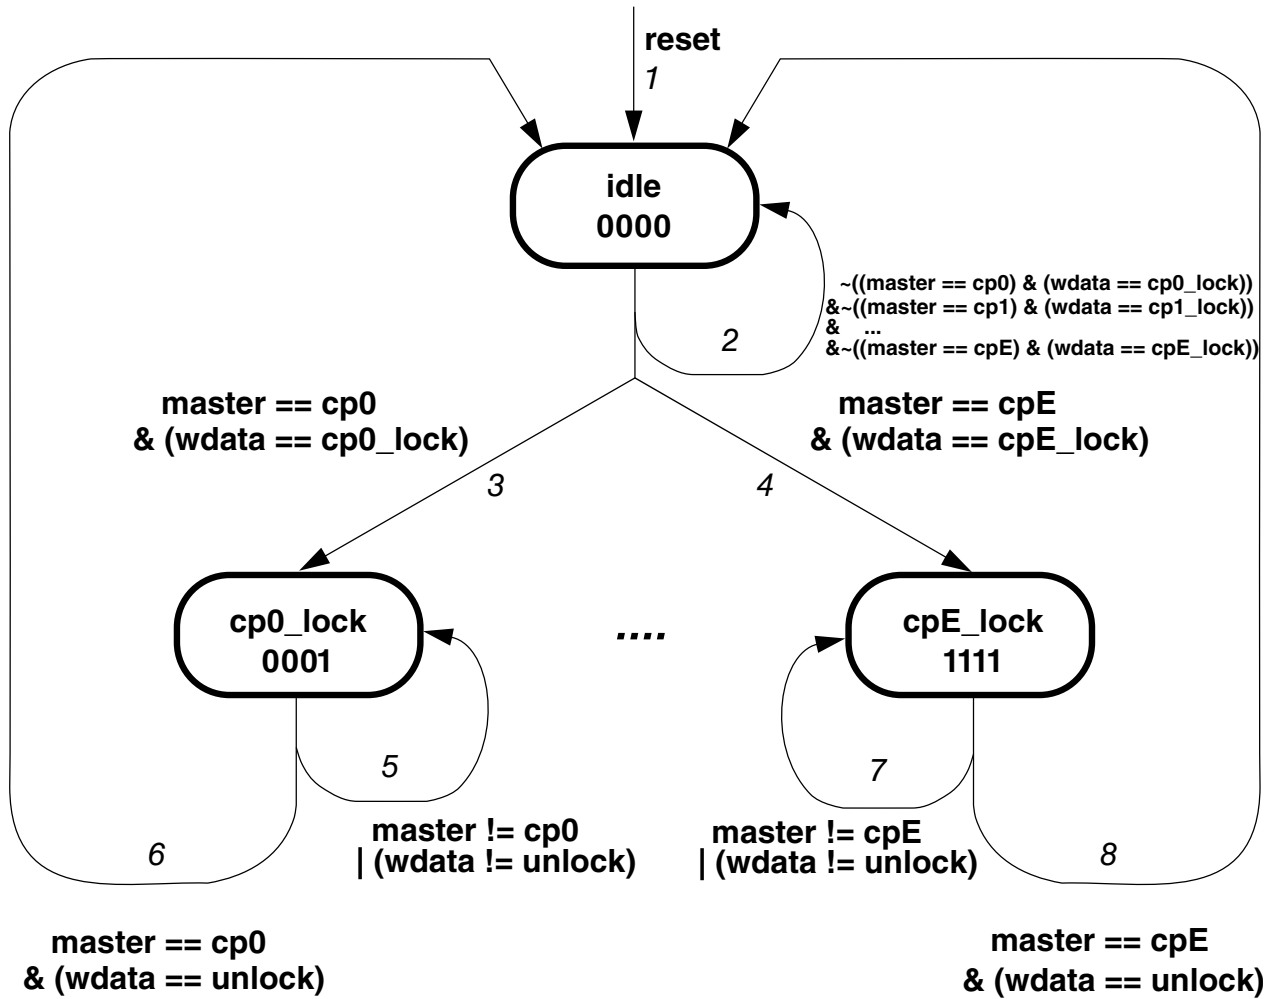 reset
1
idle
0000
~((master == cp0) & (wdata == cp0_lock))
&~((master == cp1) & (wdata == cp1_lock))
& ...
&~((master == cpE) & (wdata == cpE_lock))
2
master == cp0
& (wdata == cp0_lock)
master == cpE
& (wdata == cpE_lock)
3
4
cp0_lock
0001
....
cpE_lock
1111
5
7
master != cp0
| (wdata != unlock)
master != cpE
| (wdata != unlock)
6
8
master == cp0
& (wdata == unlock)
master == cpE
& (wdata == unlock)